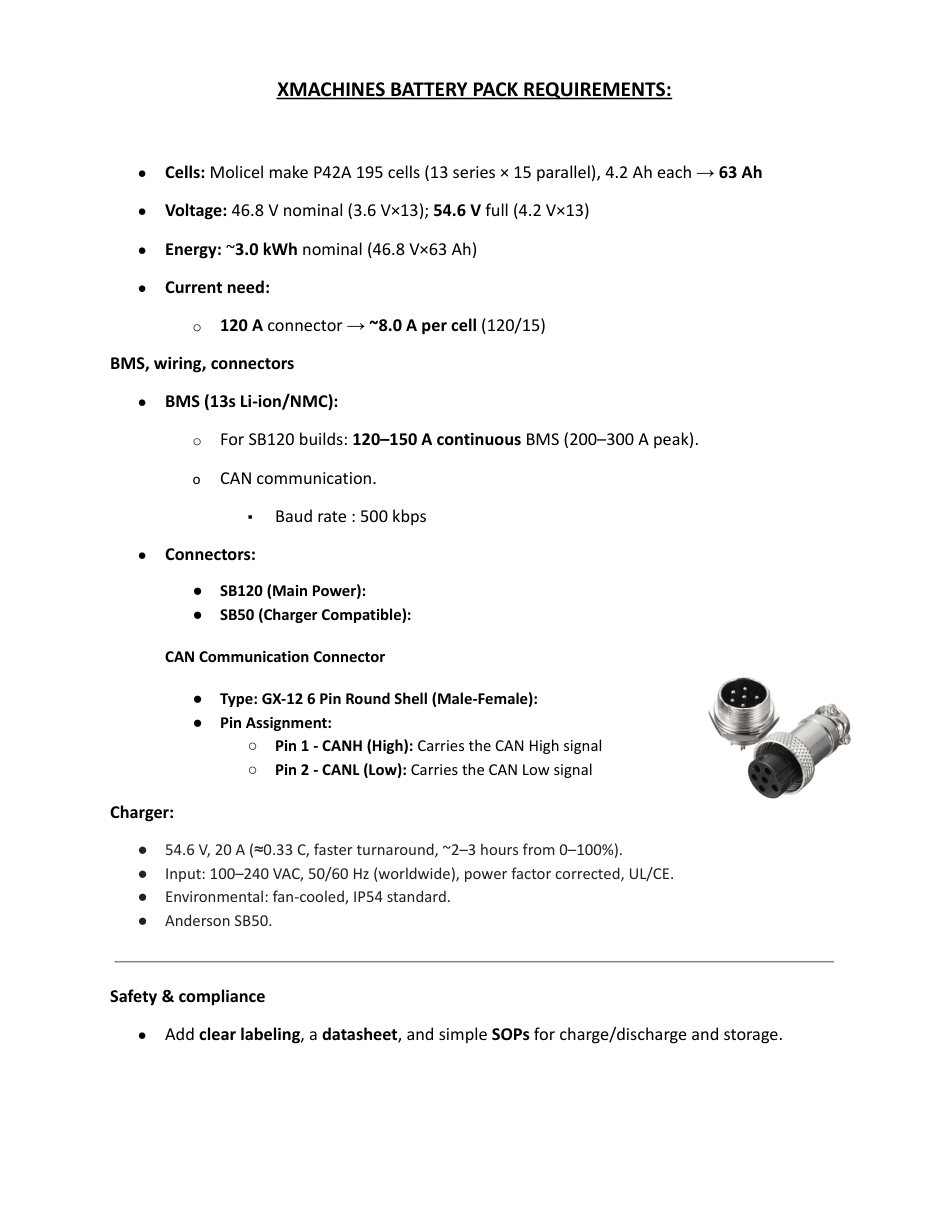 XMACHINES BATTERY PACK REQUIREMENTS:
● Cells: Molicel make P42A 195 cells (13 series × 15 parallel), 4.2 Ah each → 63 Ah
● Voltage: 46.8 V nominal (3.6 V×13); 54.6 V full (4.2 V×13)
● Energy: ~3.0 kWh nominal (46.8 V×63 Ah)
● Current need:
○ 120 A connector → ~8.0 A per cell (120/15)
BMS, wiring, connectors
● BMS (13s Li-ion/NMC):
○ For SB120 builds: 120–150 A continuous BMS (200–300 A peak).
o CAN communication.
▪ Baud rate : 500 kbps
● Connectors:
● SB120 (Main Power):
● SB50 (Charger Compatible):
CAN Communication Connector
● Type: GX-12 6 Pin Round Shell (Male-Female):
● Pin Assignment:
○ Pin 1 - CANH (High): Carries the CAN High signal
○ Pin 2 - CANL (Low): Carries the CAN Low signal
Charger:
● 54.6 V, 20 A (≈0.33 C, faster turnaround, ~2–3 hours from 0–100%).
● Input: 100–240 VAC, 50/60 Hz (worldwide), power factor corrected, UL/CE.
● Environmental: fan-cooled, IP54 standard.
● Anderson SB50.
Safety & compliance
● Add clear labeling, a datasheet, and simple SOPs for charge/discharge and storage.